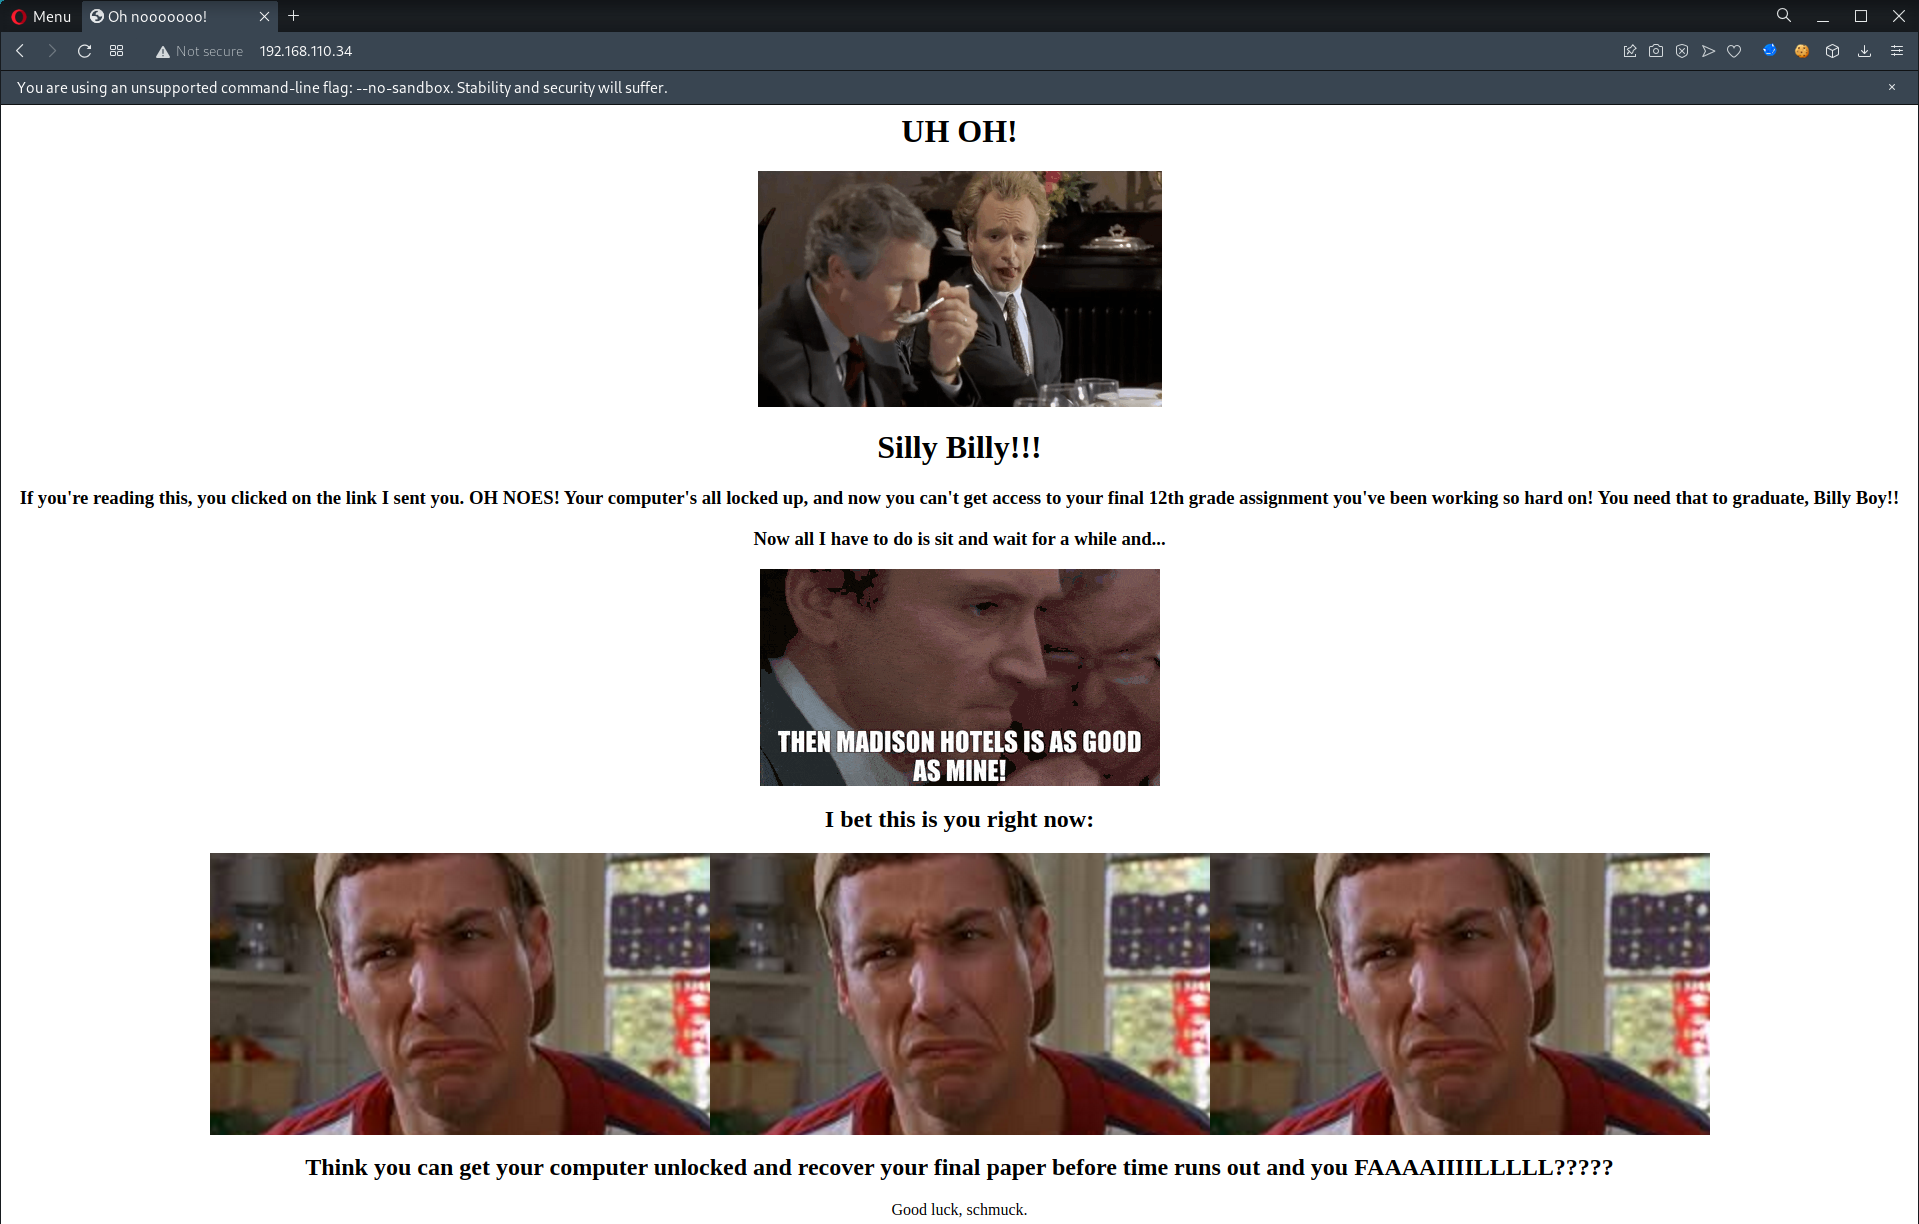 Menu
Oh nooooooo!
Not secure 192.168.110.34
You are using an unsupported command-line flag: --no-sandbox. Stability and security will suffer.
UH OH!
Silly Billy!!!
If you're reading this, you clicked on the link I sent you. OH NOES! Your computer's all locked up, and now you can't get access to your final 12th grade assignment you've been working so hard on! You need that to graduate, Billy Boy!!
Now all I have to do is sit and wait for a while and...
THEN MADISON HOTELS IS AS GOOD
AS MINE!
I bet this is you right now:
Think you can get your computer unlocked and recover your final paper before time runs out and you FAAAAIIIILLLLL?????
Good luck, schmuck.